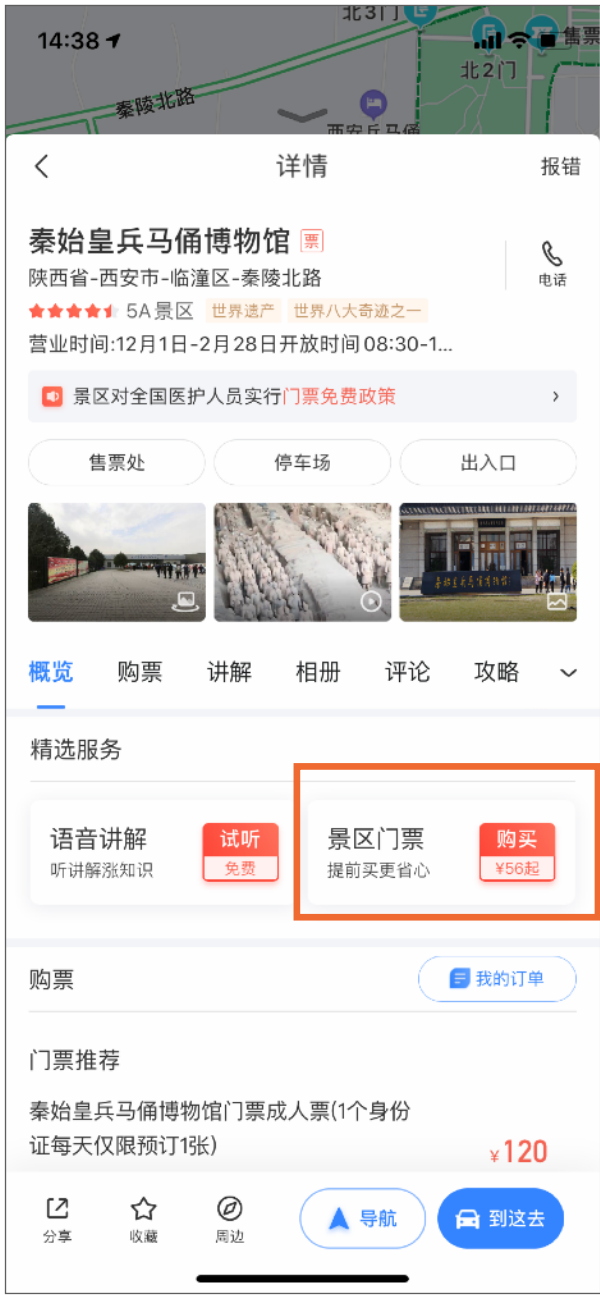 北3门
14:38
售票
北2门
秦陵北路
西安兵马俑
详情
报错
秦始皇兵马俑博物馆 票
陕西省-西安市-临潼区-秦陵北路
电话
5A景区 世界遗产 世界八大奇迹之一
营业时间:12月1日-2月28日开放时间08:30-1...
景区对全国医护人员实行门票免费政策
售票处 停车场 出入口
概览 购票 讲解 相册 评论 攻略
精选服务
语音讲解 试听 景区门票 购买
听讲解涨知识 免费 提前买更省心 ¥56起
购票 我的订单
门票推荐
秦始皇兵马俑博物馆门票成人票(1个身份
证每天仅限预订1张)
¥120
导航 到这去
分享 收藏 周边